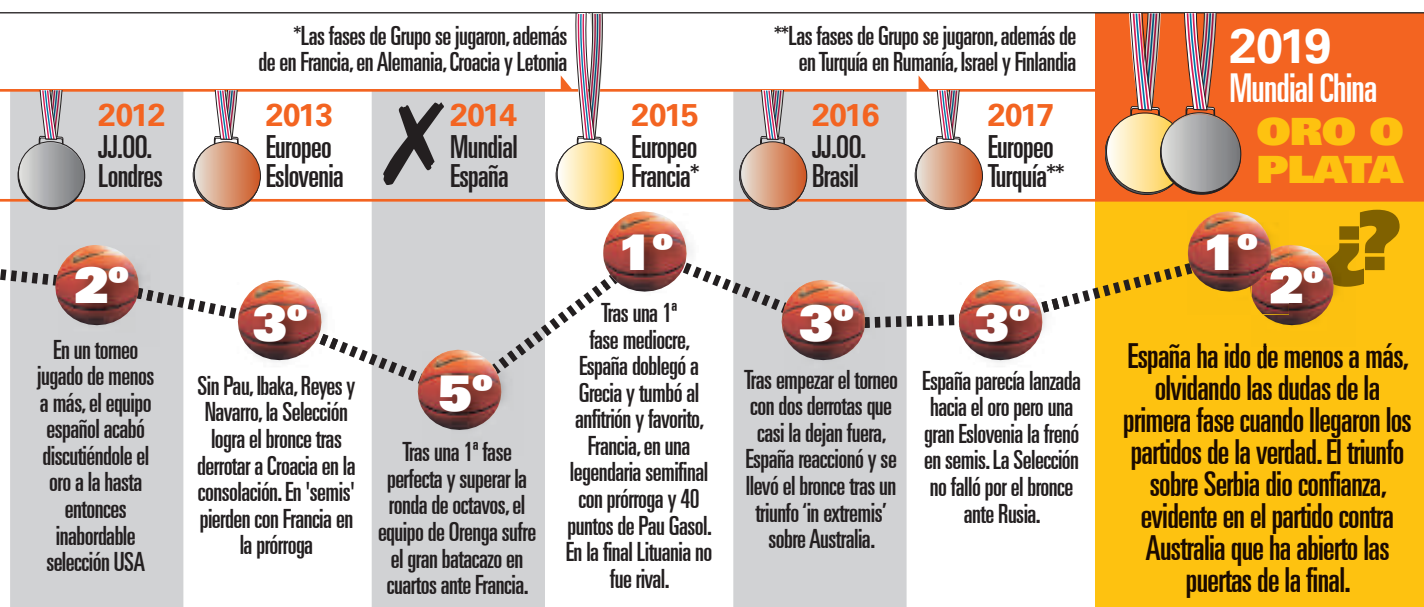 *Las fases de Grupo se jugaron, además
de en Francia, en Alemania, Croacia y Letonia
**Las fases de Grupo se jugaron, además de
en Turquía en Rumanía, Israel y Finlandia
2012
JJ.OO.
Londres
2º
En un torneo
jugado de menos
a más, el equipo
español acabó
discutiéndole el
oro a la hasta
entonces
inabordable
selección USA
2013
Europeo
Eslovenia
3º
Sin Pau, Ibaka, Reyes y
Navarro, la Selección
logra el bronce tras
derrotar a Croacia en la
consolación. En 'semis'
pierden con Francia en
la prórroga
2014
Mundial
España
5º
Tras una 1ª fase
perfecta y superar la
ronda de octavos, el
equipo de Orenga sufre
el gran batacazo en
cuartos ante Francia.
2015
Europeo
Francia*
1º
Tras una 1ª
fase mediocre,
España doblegó a
Grecia y tumbó al
anfitrión y favorito,
Francia, en una
legendaria semifinal
con prórroga y 40
puntos de Pau Gasol.
En la final Lituania no
fue rival.
2016
JJ.OO.
Brasil
3º
Tras empezar el torneo
con dos derrotas que
casi la dejan fuera,
España reaccionó y se
llevó el bronce tras un
triunfo ‘in extremis’
sobre Australia.
2017
Europeo
Turquía**
3º
España parecía lanzada
hacia el oro pero una
gran Eslovenia la frenó
en semis. La Selección
no falló por el bronce
ante Rusia.
2019
Mundial China
ORO O
PLATA
1º
2º
¿?
España ha ido de menos a más,
olvidando las dudas de la
primera fase cuando llegaron los
partidos de la verdad. El triunfo
sobre Serbia dio confianza,
evidente en el partido contra
Australia que ha abierto las
puertas de la final.